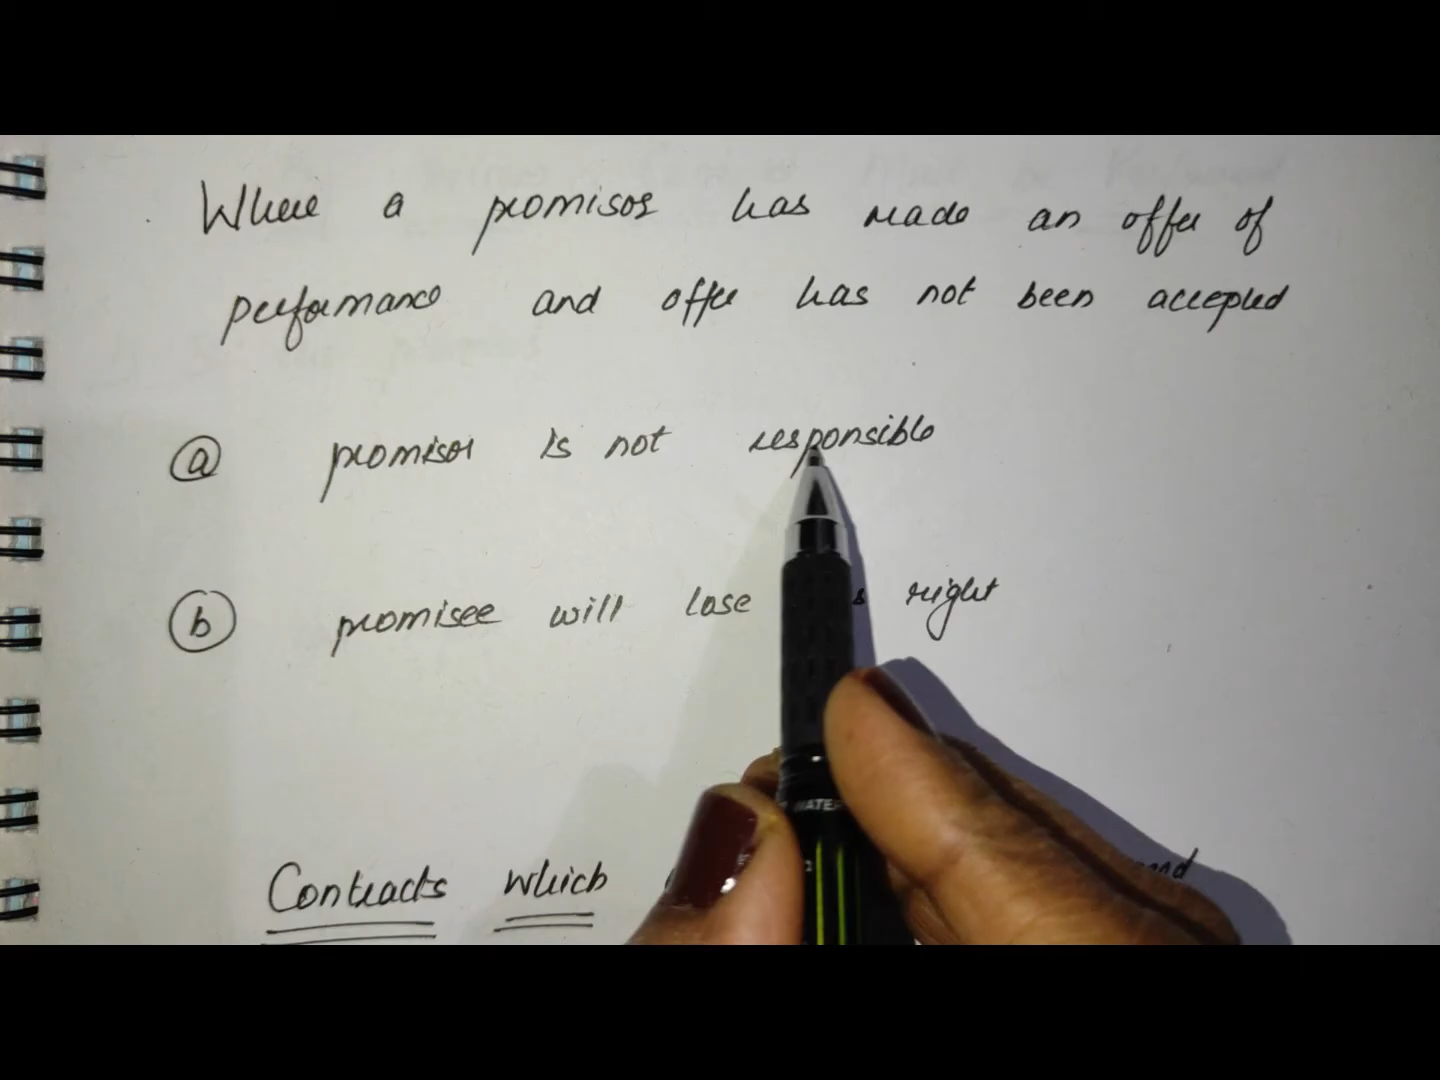 Where a promisor has made an offer of
performance and offer has not been accepted
a promisor is not responsible
b promisee will lose right
Contracts which
WATER